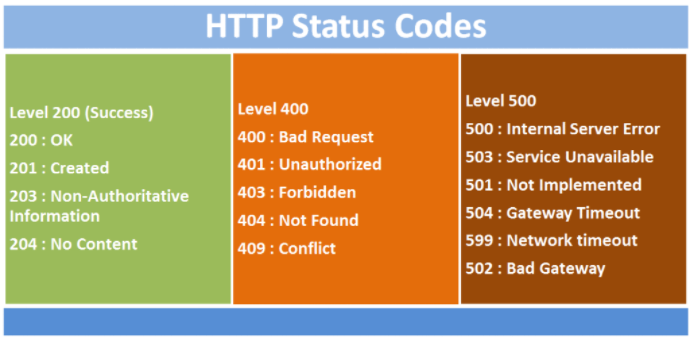 HTTP Status Codes
Level 200 (Success)
200 : OK
201 : Created
203 : Non-Authoritative
Information
204 : No Content
Level 400
400 : Bad Request
401 : Unauthorized
403 : Forbidden
404 : Not Found
409 : Conflict
Level 500
500 : Internal Server Error
503 : Service Unavailable
501 : Not Implemented
504 : Gateway Timeout
599 : Network timeout
502 : Bad Gateway